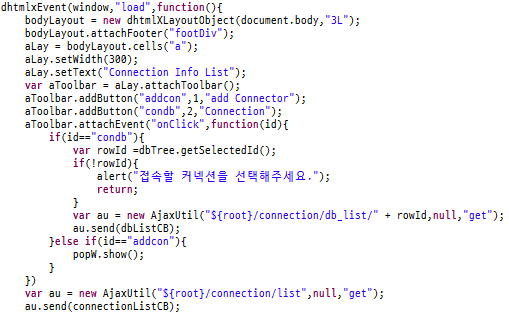 dhtmlxEvent(window,"load",function(){
    bodyLayout = new dhtmlXLayoutObject(document.body,"3L");
    bodyLayout.attachFooter("footDiv");
    aLay = bodyLayout.cells("a");
    aLay.setWidth(300);
    aLay.setText("Connection Info List");
    var aToolbar = aLay.attachToolbar();
    aToolbar.addButton("addcon",1,"add Connector");
    aToolbar.addButton("condb",2,"Connection");
    aToolbar.attachEvent("onClick",function(id){
        if(id=="condb"){
            var rowId =dbTree.getSelectedId();
            if(!rowId){
                alert("접속할 커넥션을 선택해주세요.");
                return;
            }
            var au = new AjaxUtil("${root}/connection/db_list/" + rowId,null,"get");
            au.send(dbListCB);
        }else if(id=="addcon"){
            popW.show();
        }
    })
    var au = new AjaxUtil("${root}/connection/list",null,"get");
    au.send(connectionListCB);